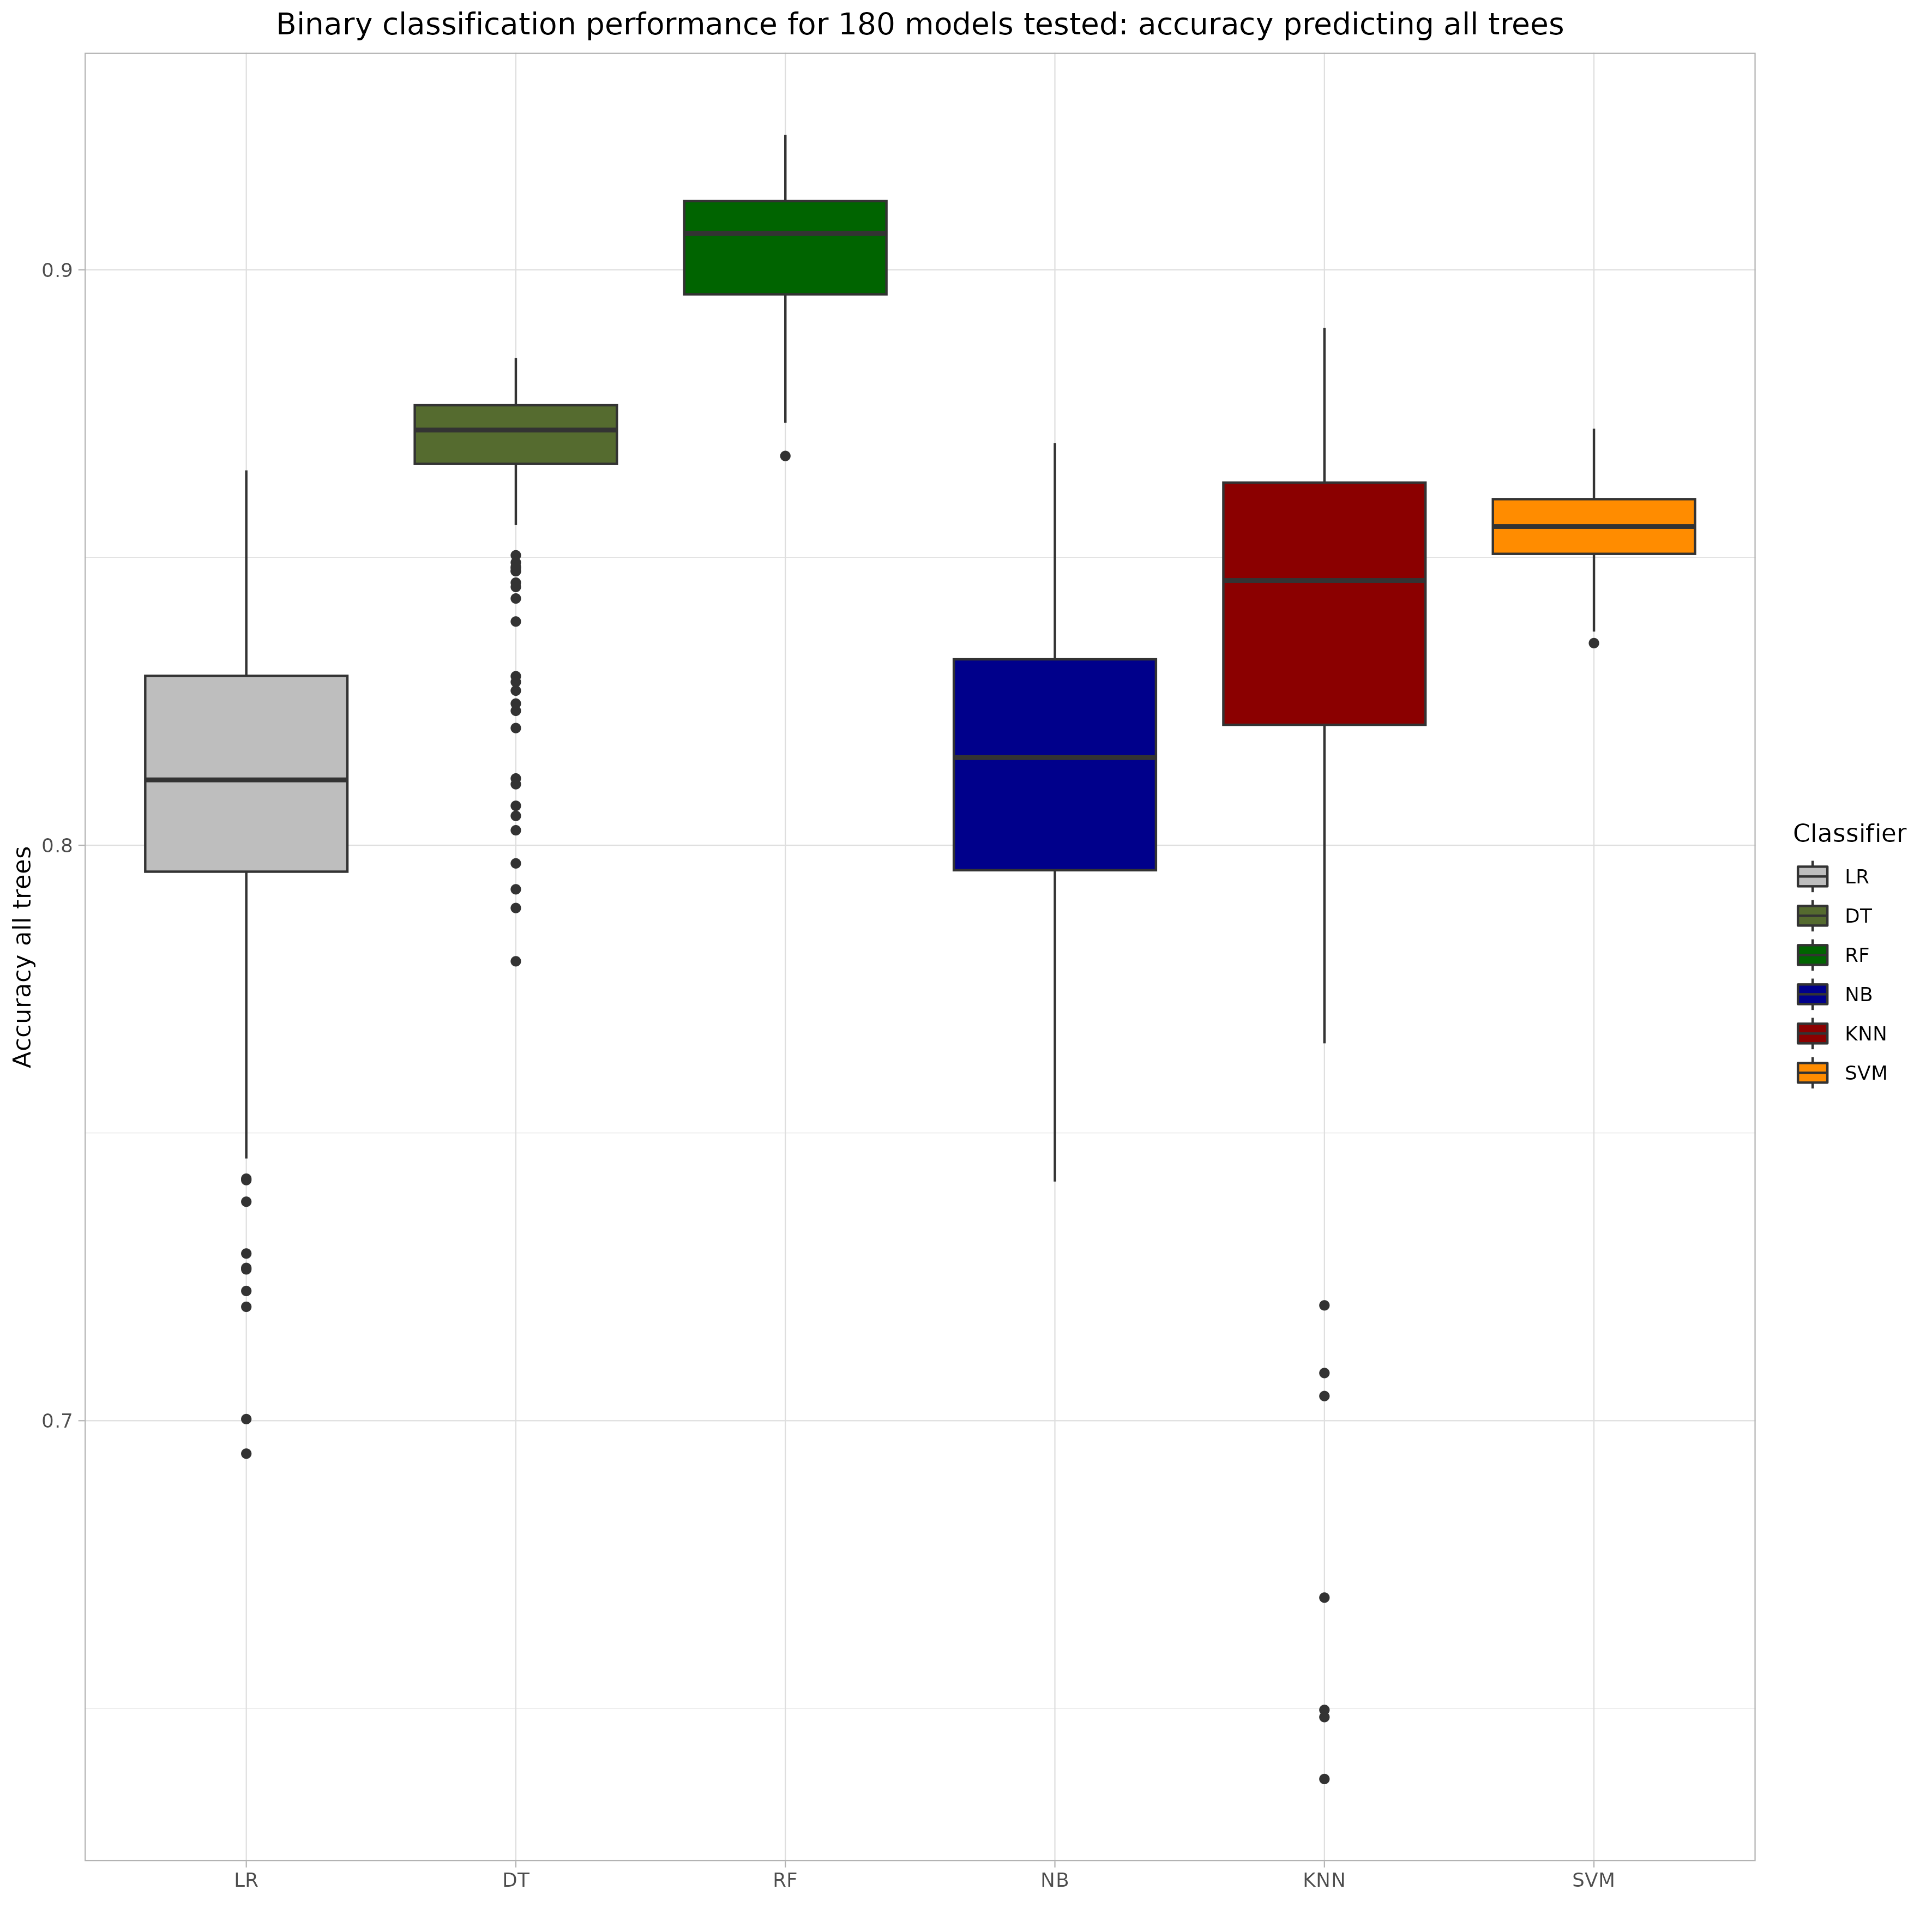 Binary classification performance for 180 models tested: accuracy predicting all trees
Accuracy all trees
0.9
0.8
0.7
LR
DT
RF
NB
KNN
SVM
Classifier
LR
DT
RF
NB
KNN
SVM